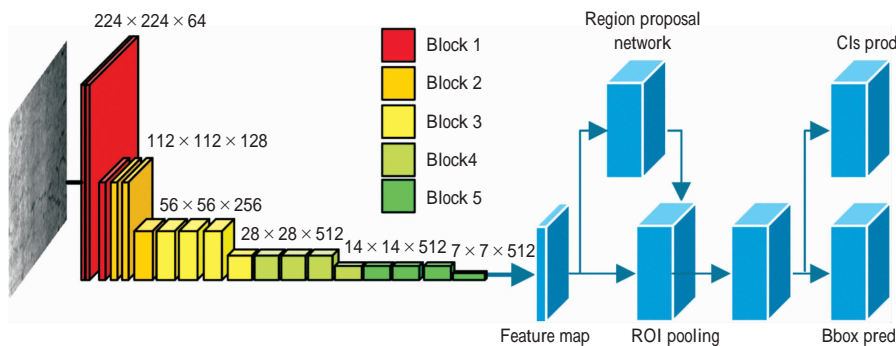 224 × 224 × 64
112 × 112 × 128
56 × 56 × 256
28 × 28 × 512
14 × 14 × 512
7 × 7 × 512
Block 1
Block 2
Block 3
Block4
Block 5
Region proposal
network
CIs prod
Feature map
ROI pooling
Bbox pred